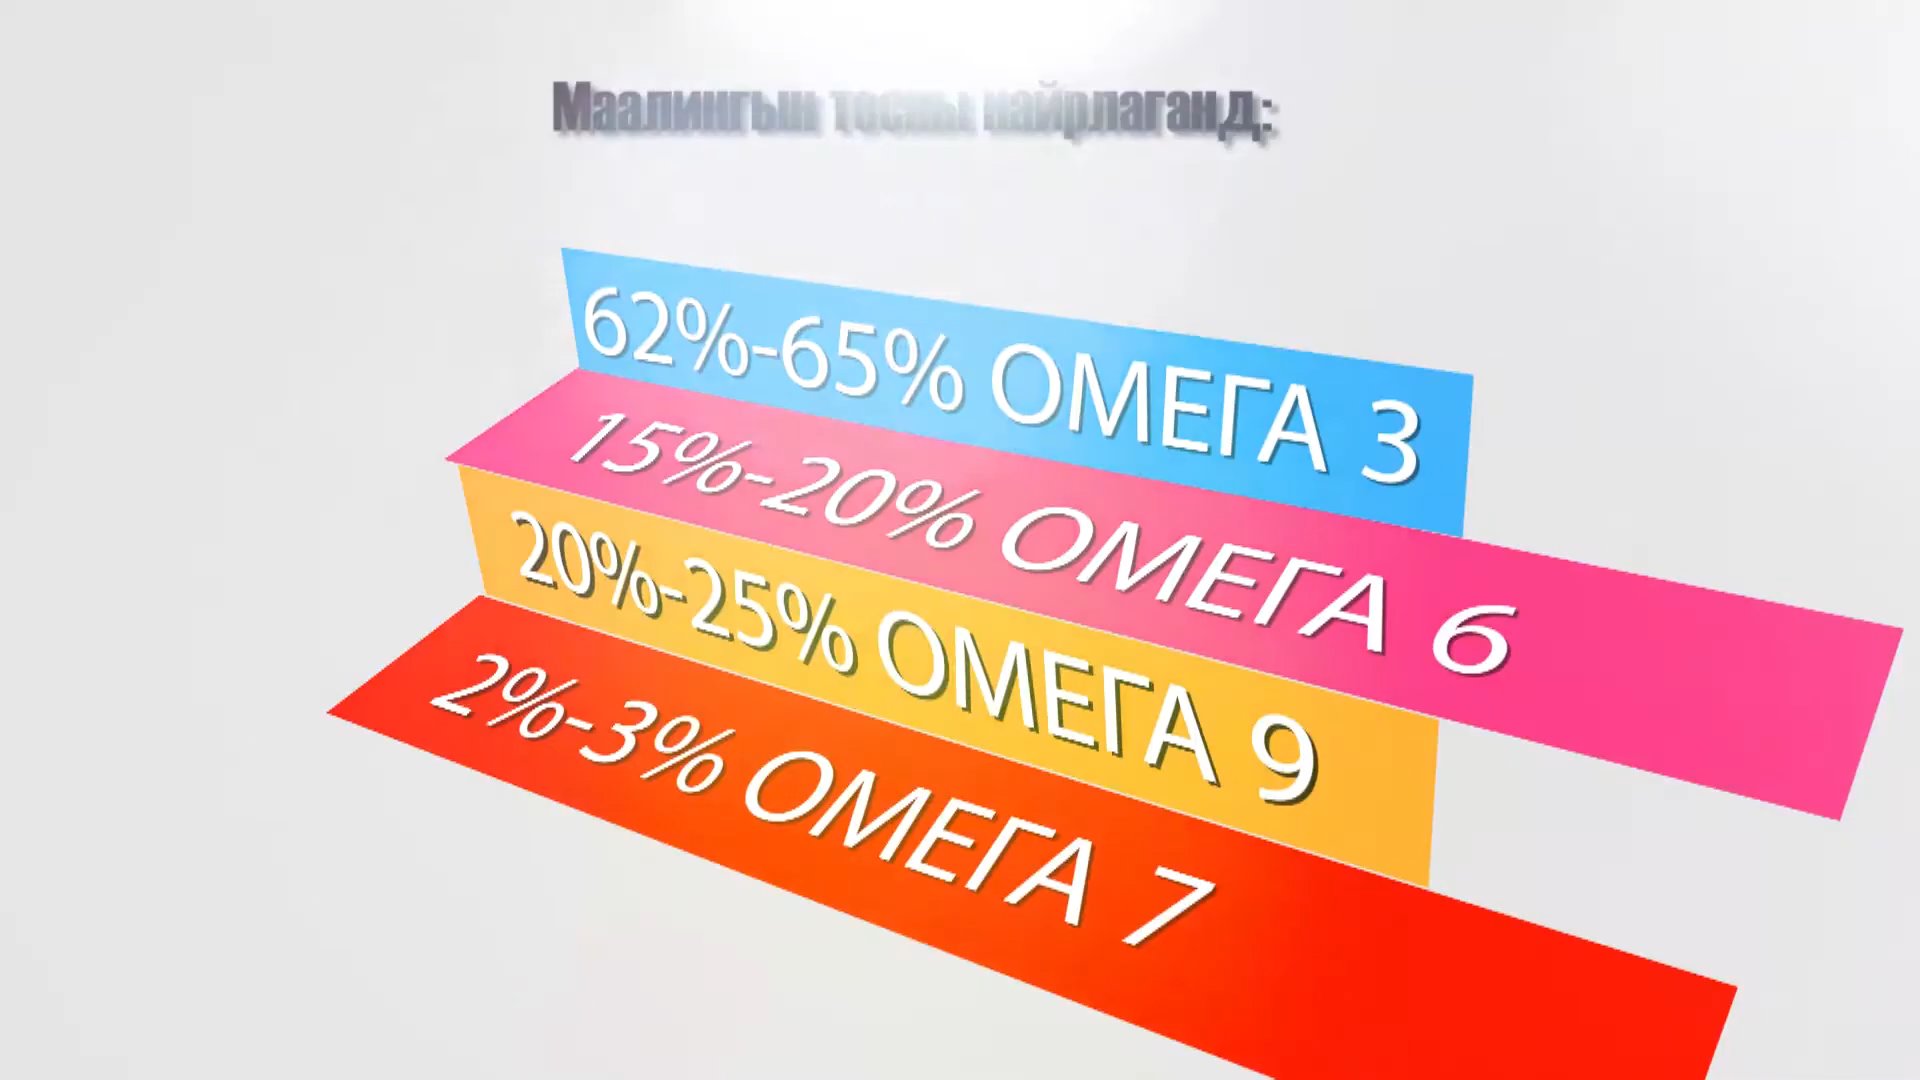 Маалингын тосны найрлаганд:
62%-65% ОМЕГА 3
15%-20% ОМЕГА 6
20%-25% ОМЕГА 9
2%-3% ОМЕГА 7